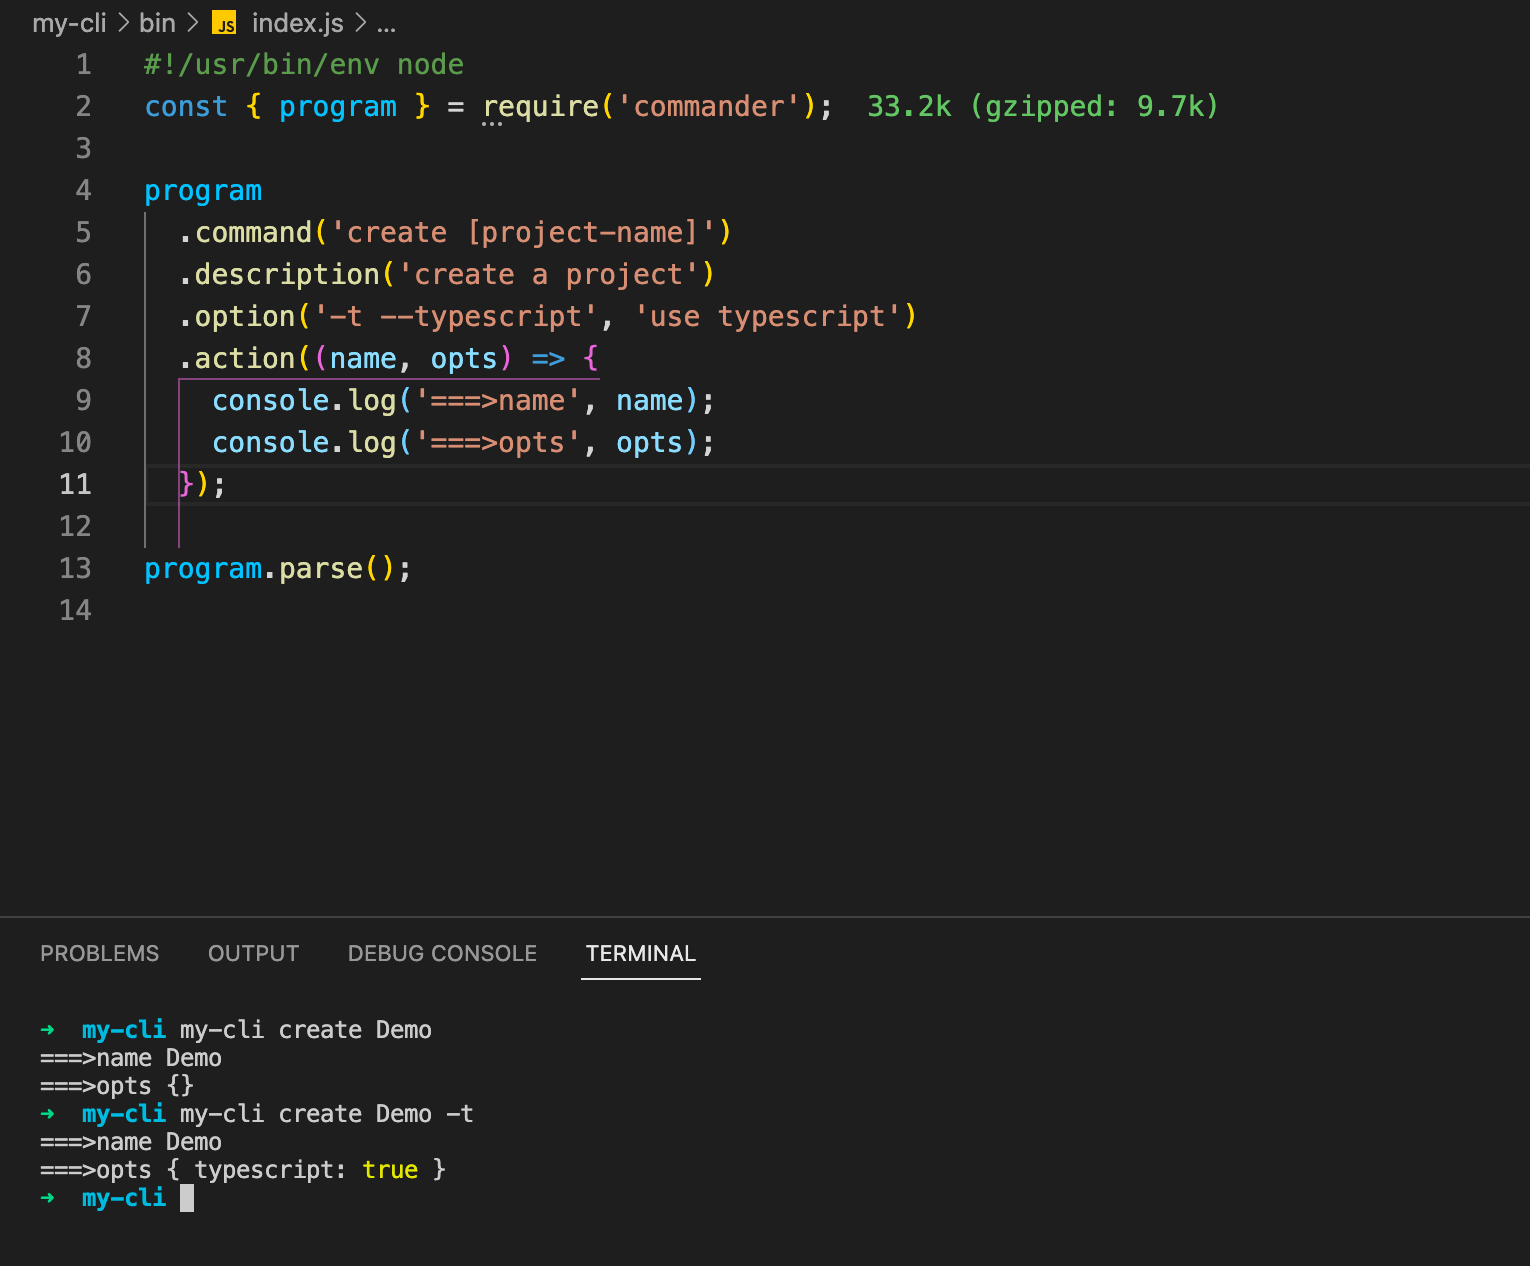 my-cli > bin > JS index.js > ...
1 #!/usr/bin/env node
2 const { program } = require('commander'); 33.2k (gzipped: 9.7k)
3
4 program
5 .command('create [project-name]')
6 .description('create a project')
7 .option('-t --typescript', 'use typescript')
8 .action((name, opts) => {
9 console.log('===>name', name);
10 console.log('===>opts', opts);
11 });
12
13 program.parse();
14
PROBLEMS OUTPUT DEBUG CONSOLE TERMINAL
➜ my-cli my-cli create Demo
===>name Demo
===>opts {}
➜ my-cli my-cli create Demo -t
===>name Demo
===>opts { typescript: true }
➜ my-cli